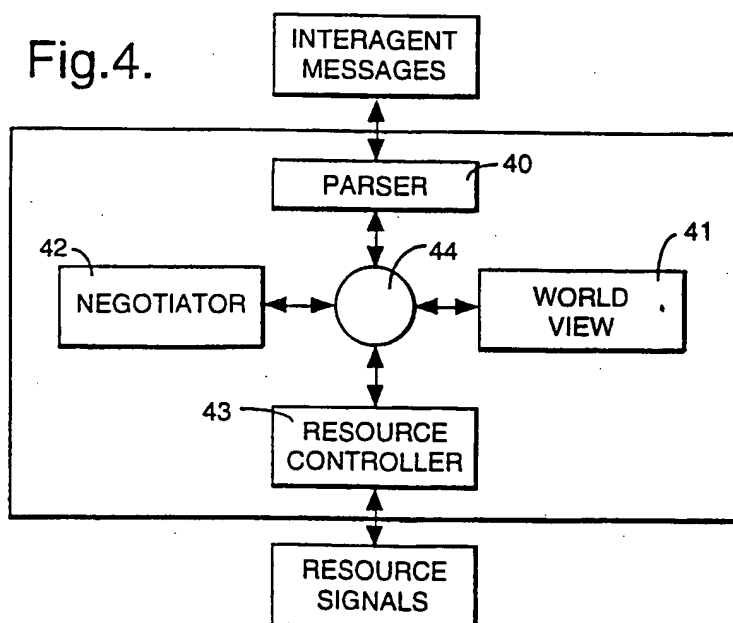 Fig.4.
INTERAGENT
MESSAGES
PARSER
40
42
44
41
NEGOTIATOR
WORLD
VIEW
43
RESOURCE
CONTROLLER
RESOURCE
SIGNALS